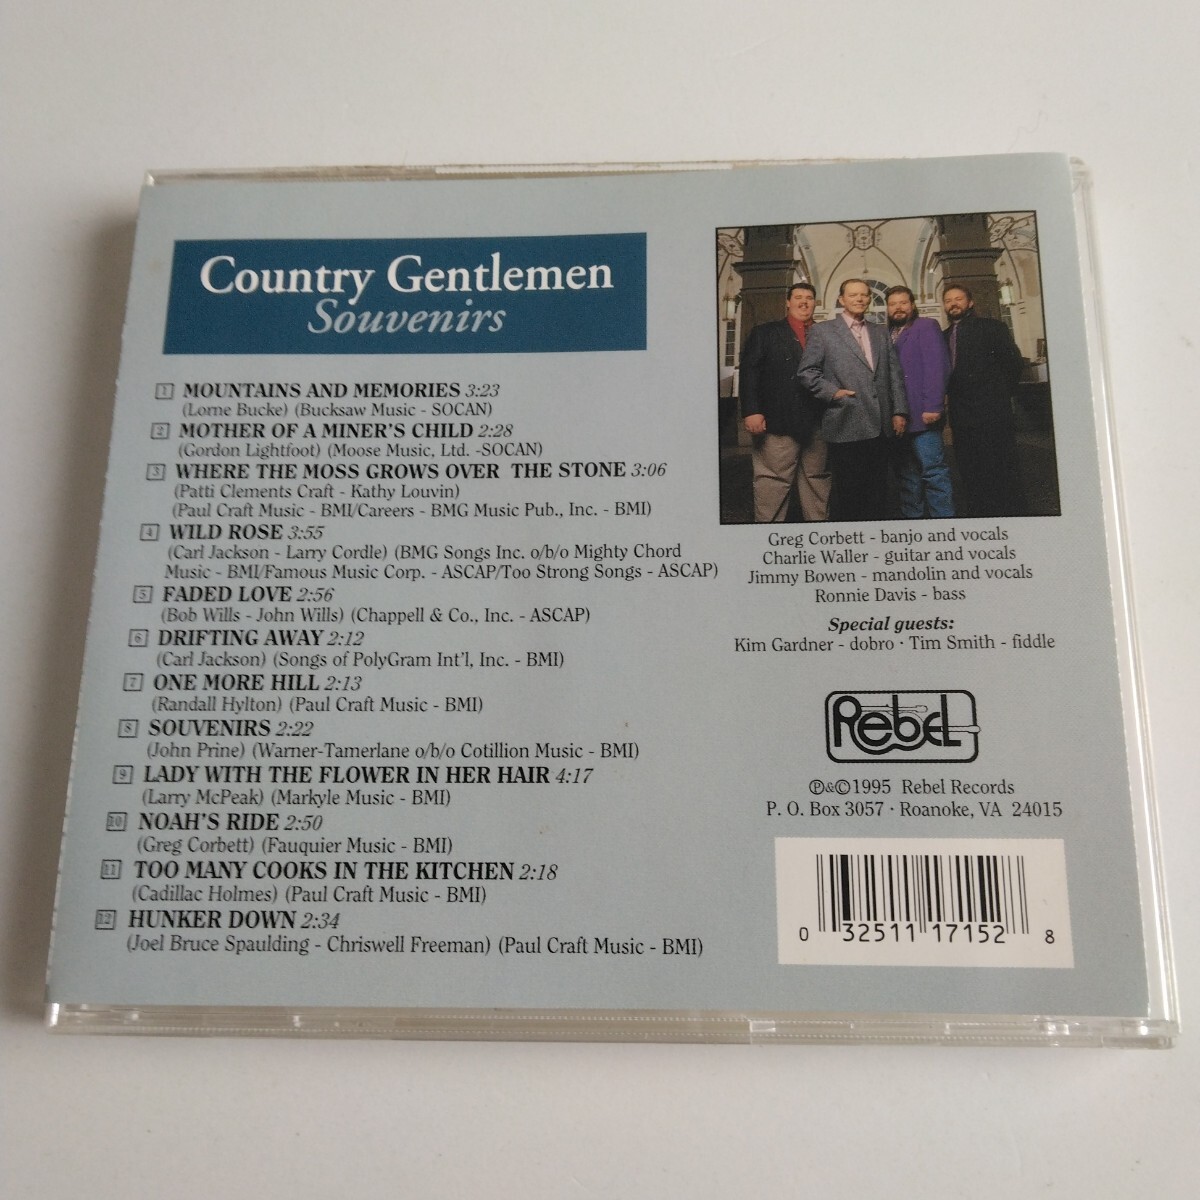 Country Gentlemen
Souvenirs
1 MOUNTAINS AND MEMORIES 3:23
(Lorne Bucke) (Bucksaw Music - SOCAN)
2 MOTHER OF A MINER'S CHILD 2:28
(Gordon Lightfoot) (Moose Music, Ltd. -SOCAN)
3 WHERE THE MOSS GROWS OVER THE STONE 3:06
(Patti Clements Craft - Kathy Louvin)
(Paul Craft Music - BMI/Careers - BMG Music Pub., Inc. - BMI)
4 WILD ROSE 3:55
(Carl Jackson - Larry Cordle) (BMG Songs Inc. o/b/o Mighty Chord
Music - BMI/Famous Music Corp. - ASCAP/Too Strong Songs - ASCAP)
5 FADED LOVE 2:56
(Bob Wills - John Wills) (Chappell & Co., Inc. - ASCAP)
6 DRIFTING AWAY 2:12
(Carl Jackson) (Songs of PolyGram Int'l, Inc. - BMI)
7 ONE MORE HILL 2:13
(Randall Hylton) (Paul Craft Music - BMI)
8 SOUVENIRS 2:22
(John Prine) (Warner-Tamerlane o/b/o Cotillion Music - BMI)
9 LADY WITH THE FLOWER IN HER HAIR 4:17
(Larry McPeak) (Markyle Music - BMI)
10 NOAH'S RIDE 2:50
(Greg Corbett) (Fauquier Music - BMI)
11 TOO MANY COOKS IN THE KITCHEN 2:18
(Cadillac Holmes) (Paul Craft Music - BMI)
12 HUNKER DOWN 2:34
(Joel Bruce Spaulding - Chriswell Freeman) (Paul Craft Music - BMI)
Greg Corbett - banjo and vocals
Charlie Waller - guitar and vocals
Jimmy Bowen - mandolin and vocals
Ronnie Davis - bass
Special guests:
Kim Gardner - dobro · Tim Smith - fiddle
Rebel
℗&©1995 Rebel Records
P. O. Box 3057 · Roanoke, VA 24015
0 32511 17152 8